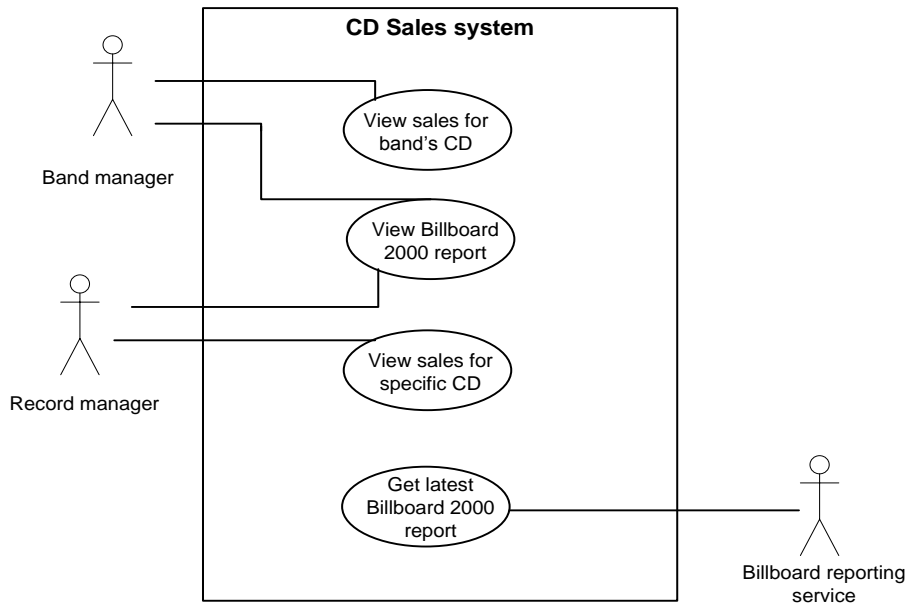 CD Sales system
View sales for
band's CD
Band manager
View Billboard
2000 report
View sales for
specific CD
Record manager
Get latest
Billboard 2000
report
Billboard reporting
service